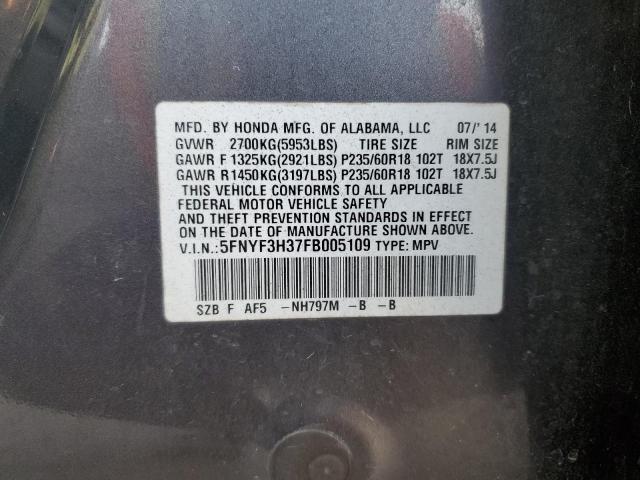 MFD. BY HONDA MFG. OF ALABAMA, LLC 07/'14
GVWR 2700KG(5953LBS) TIRE SIZE RIM SIZE
GAWR F1325KG(2921LBS)P235/60R18 102T 18X7.5J
GAWR R1450KG(3197LBS)P235/60R18 102T 18X7.5J
THIS VEHICLE CONFORMS TO ALL APPLICABLE
FEDERAL MOTOR VEHICLE SAFETY
AND THEFT PREVENTION STANDARDS IN EFFECT
ON THE DATE OF MANUFACTURE SHOWN ABOVE.
V.I.N.:5FNYF3H37FB005109 TYPE: MPV
SZB F AF5 -NH797M -B -B